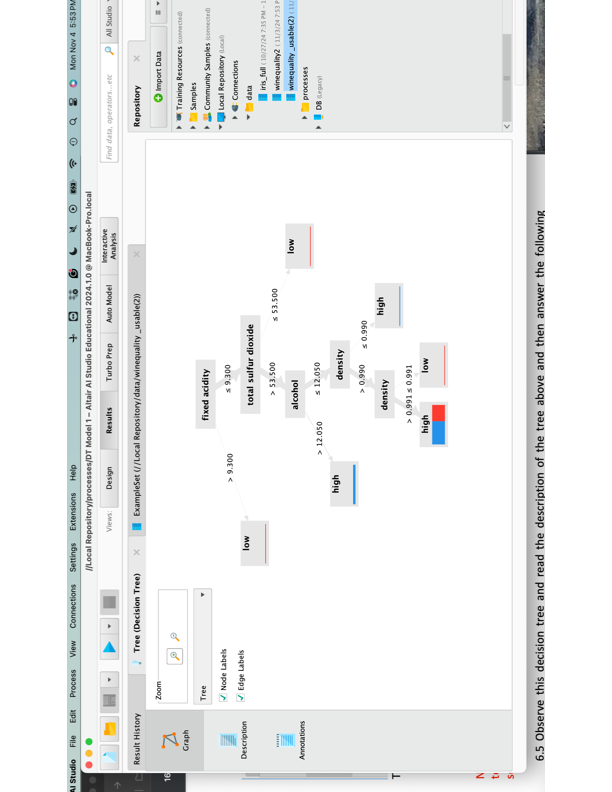 AI Studio File Edit Process View Connections Settings Extensions Help
Mon Nov 4 5:53 PM
//Local Repository/processes/DT Model 1 – Altair AI Studio Educational 2024.1.0 @ MacBook-Pro.local
Views: Design Results Turbo Prep Auto Model Interactive Analysis
Find data, operators...etc
All Studio
Result History
Tree (Decision Tree)
ExampleSet (//Local Repository/data/winequality _usable(2))
Repository
Graph
Description
Annotations
Zoom
Tree
Node Labels
Edge Labels
fixed acidity
> 9.300
≤ 9.300
low
total sulfur dioxide
> 53.500
≤ 53.500
alcohol
low
> 12.050
≤ 12.050
high
density
> 0.990
≤ 0.990
density
high
> 0.991
≤ 0.991
high
low
Import Data
Training Resources (connected)
Samples
Community Samples (connected)
Local Repository (Local)
Connections
data
iris_full
winequality2
winequality _usable(2)
processes
DB (Legacy)
16
T
6.5 Observe this decision tree and read the description of the tree above and then answer the following